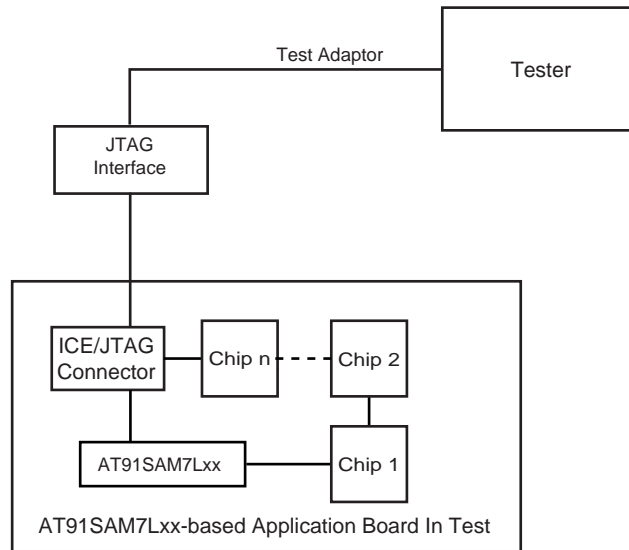 Test Adaptor
Tester
JTAG
Interface
ICE/JTAG
Connector
Chip n
Chip 2
AT91SAM7Lxx
Chip 1
AT91SAM7Lxx-based Application Board In Test